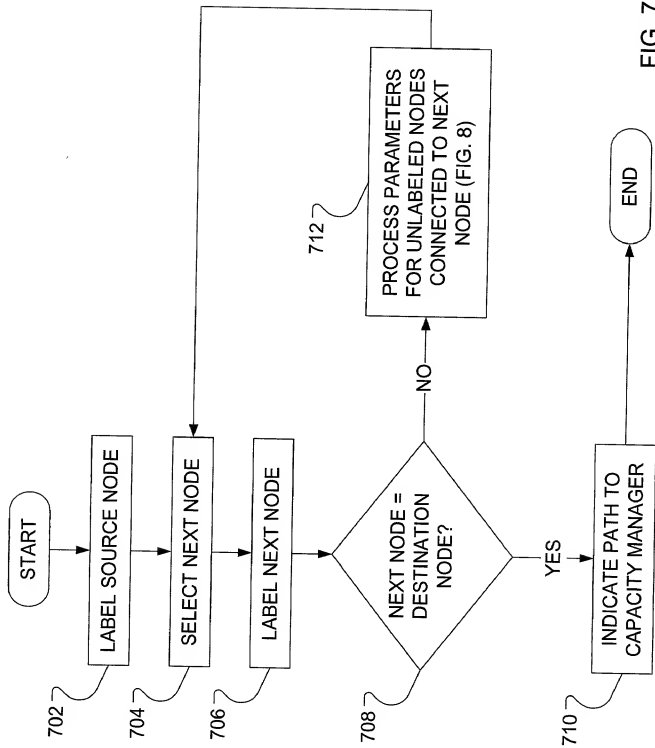 START
702
LABEL SOURCE NODE
704
SELECT NEXT NODE
706
LABEL NEXT NODE
708
NEXT NODE =
DESTINATION
NODE?
NO
712
PROCESS PARAMETERS
FOR UNLABELED NODES
CONNECTED TO NEXT
NODE (FIG. 8)
YES
710
INDICATE PATH TO
CAPACITY MANAGER
END
FIG. 7